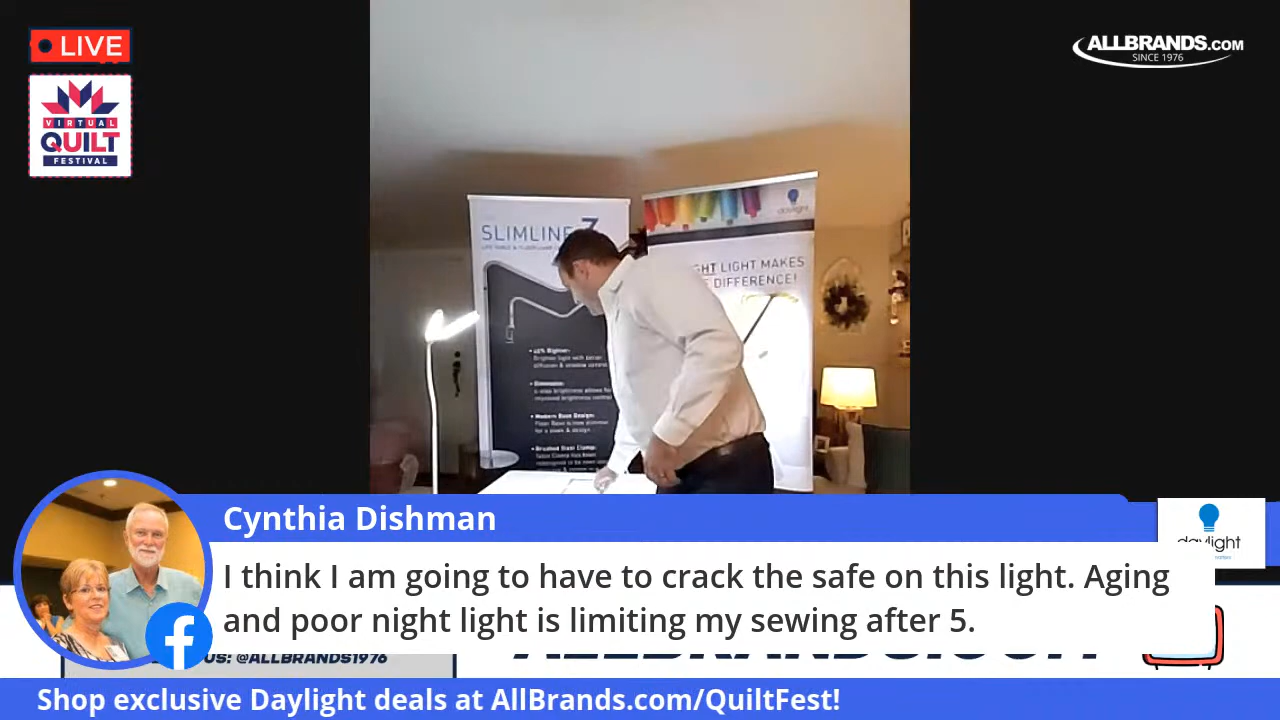 LIVE
ALLBRANDS.COM
SINCE 1976
VIRTUAL
QUILT
FESTIVAL
SLIMLINE 3
daylight
GHT LIGHT MAKES
DIFFERENCE!
Cynthia Dishman
I think I am going to have to crack the safe on this light. Aging
and poor night light is limiting my sewing after 5.
daylight
US: @ALLBRANDS1976
Shop exclusive Daylight deals at AllBrands.com/QuiltFest!